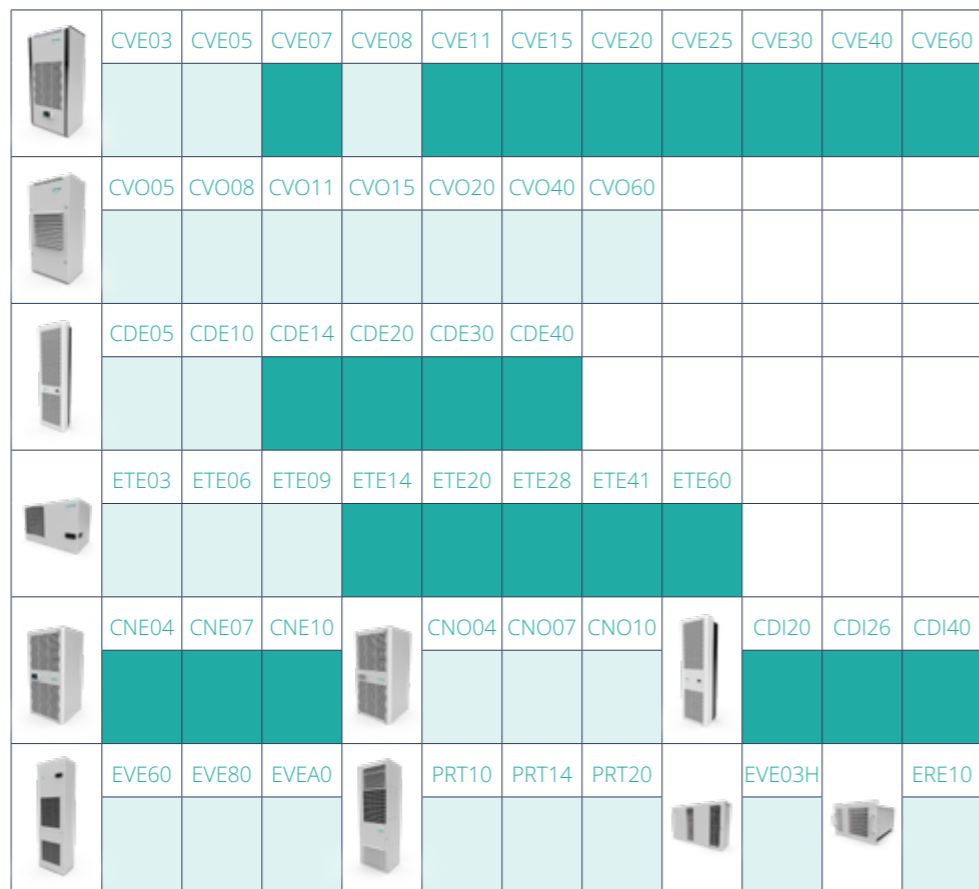 CVE03 CVE05 CVE07 CVE08 CVE11 CVE15 CVE20 CVE25 CVE30 CVE40 CVE60
CVO05 CVO08 CVO11 CVO15 CVO20 CVO40 CVO60
CDE05 CDE10 CDE14 CDE20 CDE30 CDE40
ETE03 ETE06 ETE09 ETE14 ETE20 ETE28 ETE41 ETE60
CNE04 CNE07 CNE10 CNO04 CNO07 CNO10 CDI20 CDI26 CDI40
EVE60 EVE80 EVEA0 PRT10 PRT14 PRT20 EVE03H ERE10